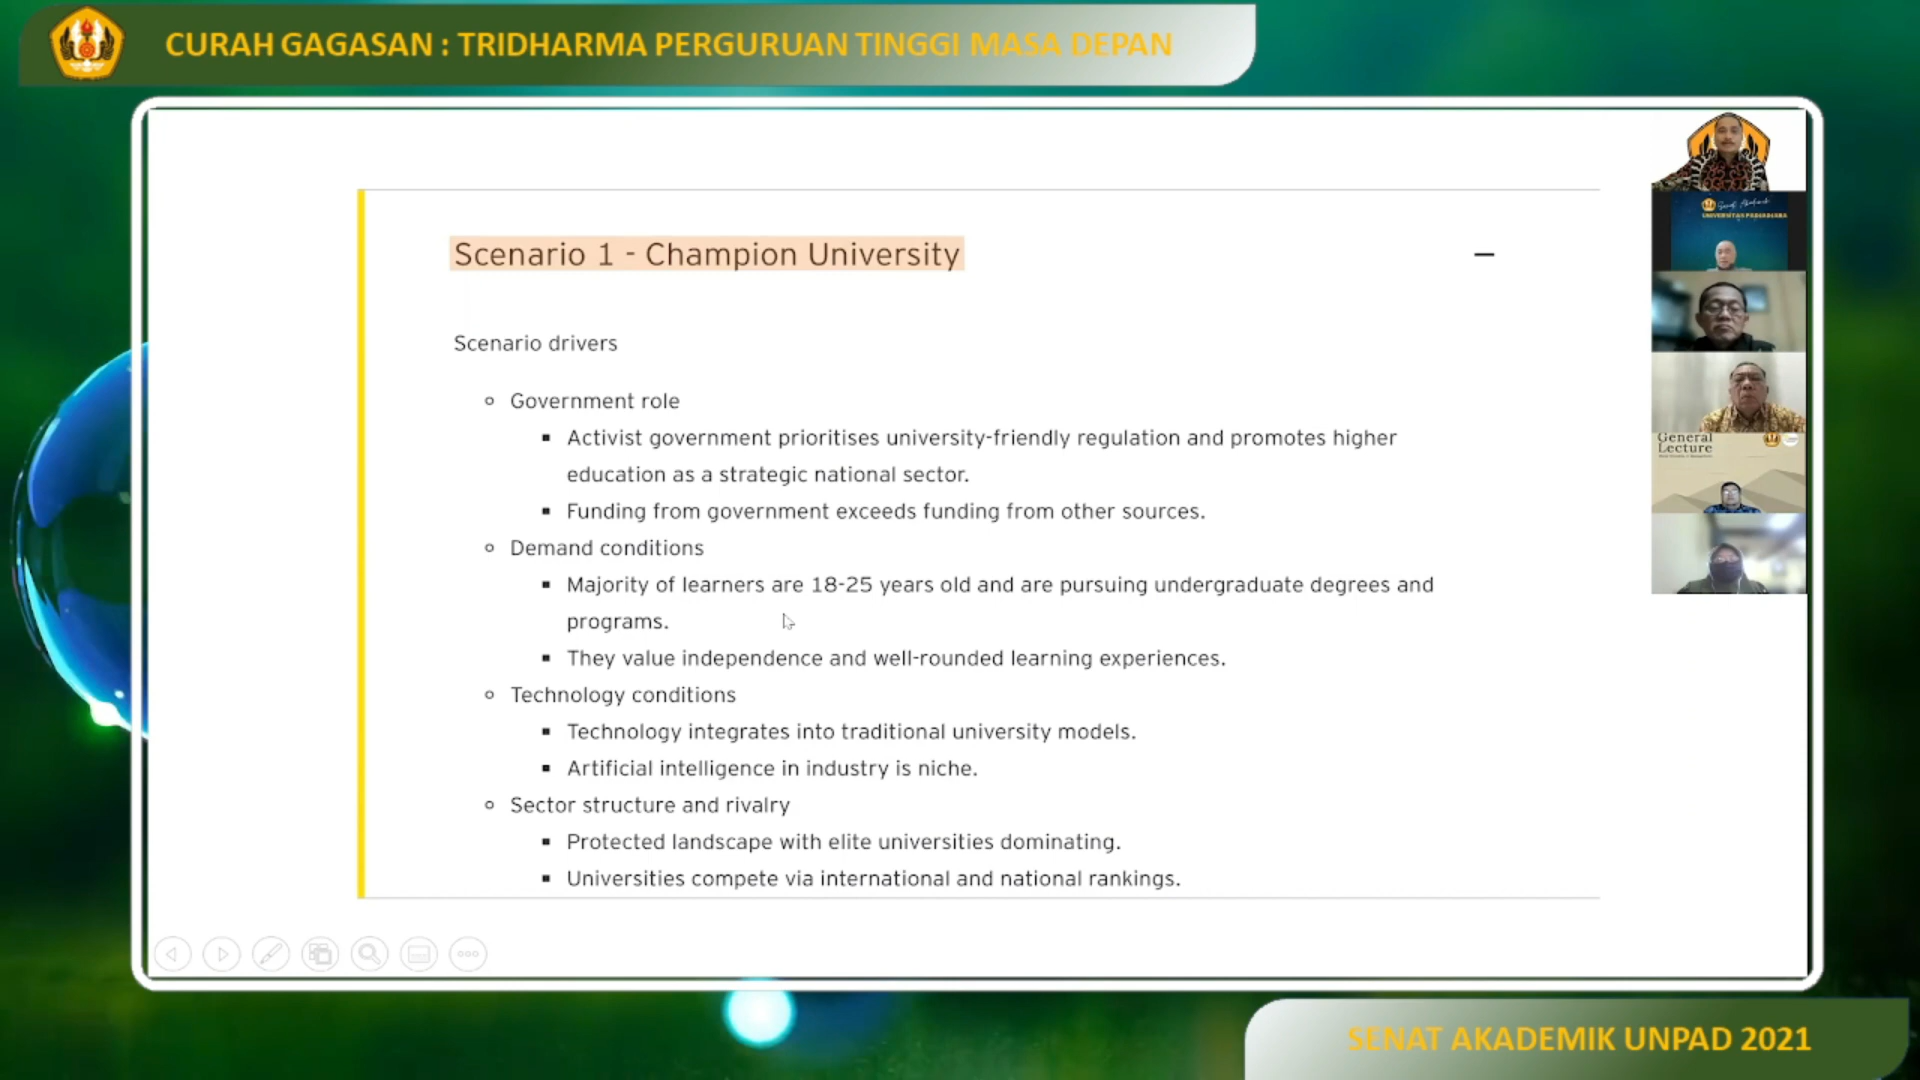 CURAH GAGASAN : TRIDHARMA PERGURUAN TINGGI MASA DEPAN
Scenario 1 - Champion University
Scenario drivers
Government role
Activist government prioritises university-friendly regulation and promotes higher
education as a strategic national sector.
Funding from government exceeds funding from other sources.
Demand conditions
Majority of learners are 18-25 years old and are pursuing undergraduate degrees and
programs.
They value independence and well-rounded learning experiences.
Technology conditions
Technology integrates into traditional university models.
Artificial intelligence in industry is niche.
Sector structure and rivalry
Protected landscape with elite universities dominating.
Universities compete via international and national rankings.
Senat Akademik
UNIVERSITAS PADJADJARAN
General
Lecture
SENAT AKADEMIK UNPAD 2021